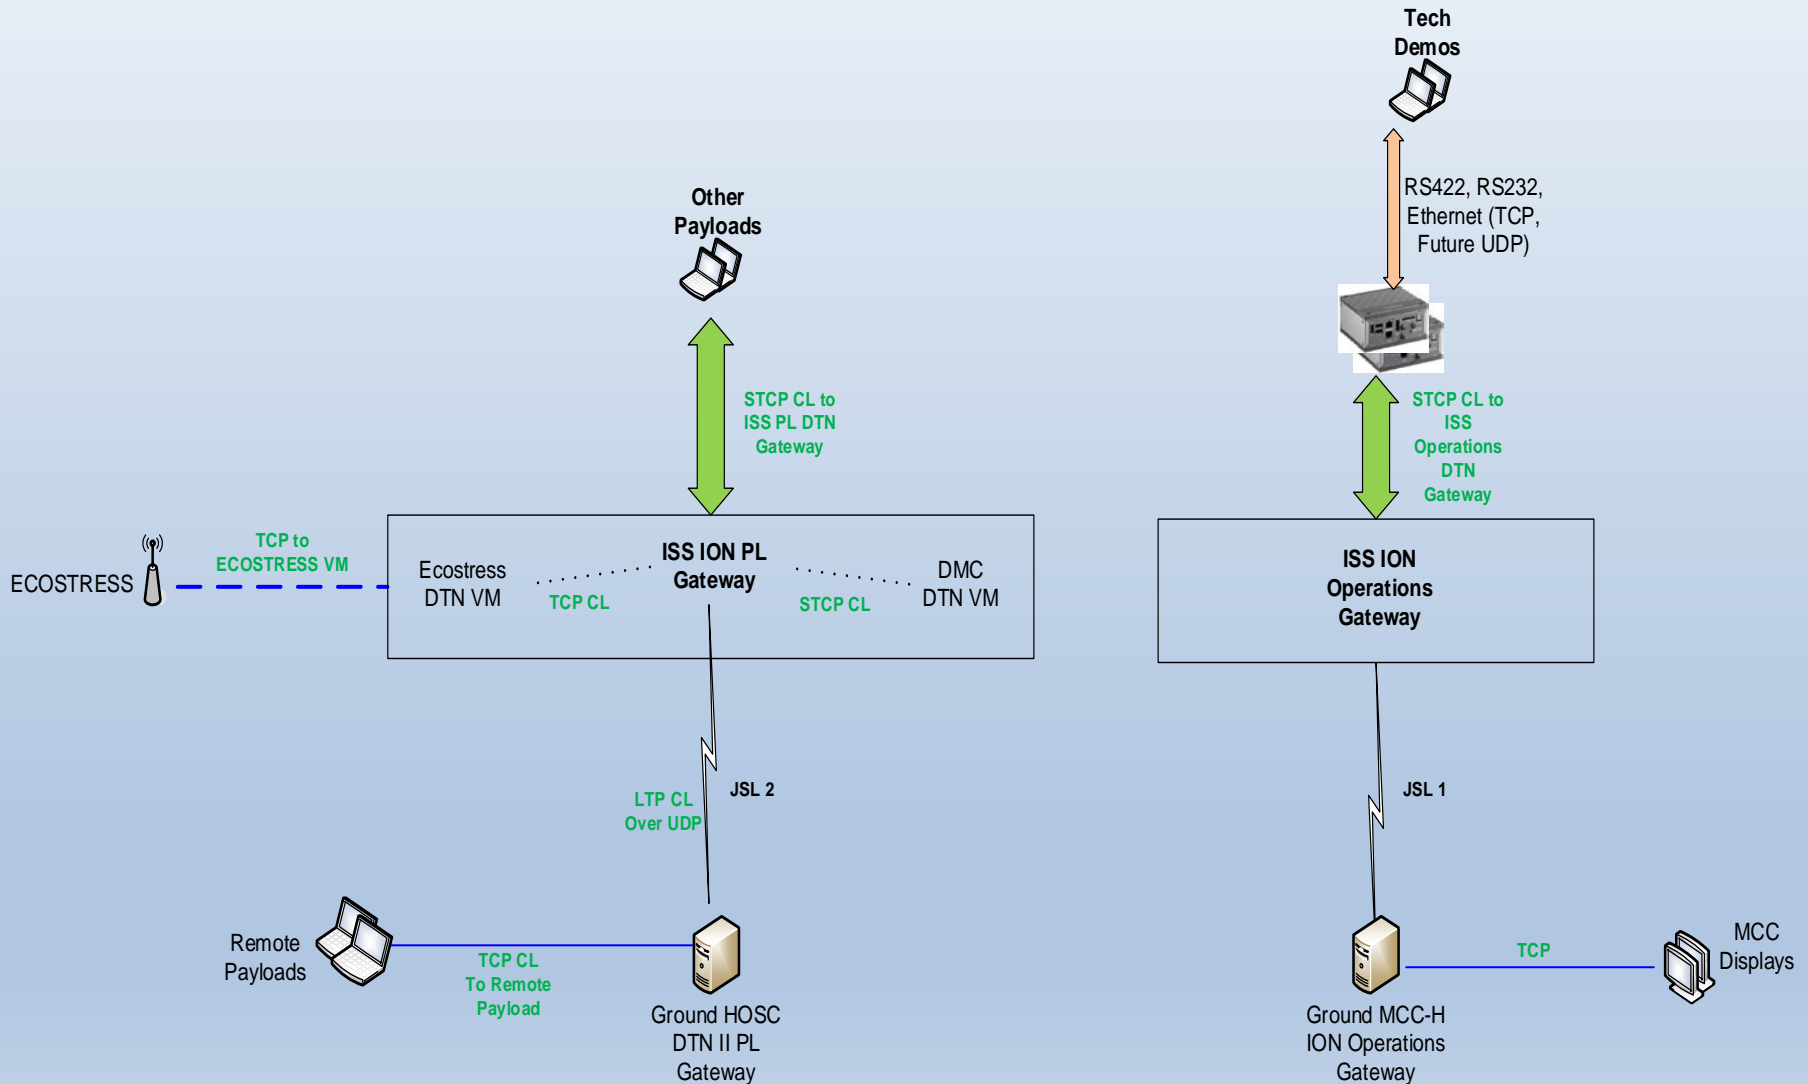 Tech
Demos
RS422, RS232,
Ethernet (TCP,
Future UDP)
Other
Payloads
STCP CL to
ISS PL DTN
Gateway
STCP CL to
ISS
Operations
DTN
Gateway
TCP to
ECOSTRESS VM
ECOSTRESS
Ecostress
DTN VM
TCP CL
ISS ION PL
Gateway
STCP CL
DMC
DTN VM
ISS ION
Operations
Gateway
LTP CL
Over UDP
JSL 2
JSL 1
Remote
Payloads
TCP CL
To Remote
Payload
Ground HOSC
DTN II PL
Gateway
TCP
MCC
Displays
Ground MCC-H
ION Operations
Gateway